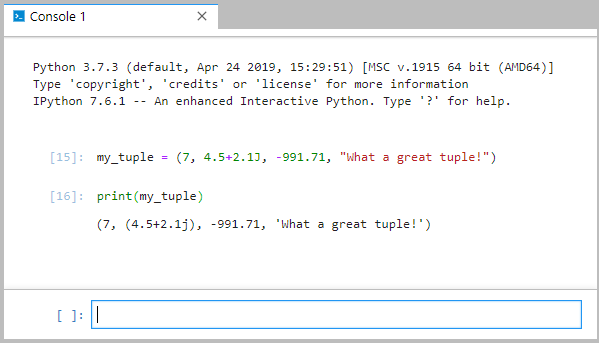 Console 1
Python 3.7.3 (default, Apr 24 2019, 15:29:51) [MSC v.1915 64 bit (AMD64)]
Type 'copyright', 'credits' or 'license' for more information
IPython 7.6.1 -- An enhanced Interactive Python. Type '?' for help.
[15]: my_tuple = (7, 4.5+2.1J, -991.71, "What a great tuple!")
[16]: print(my_tuple)
(7, (4.5+2.1j), -991.71, 'What a great tuple!')
[ ]: